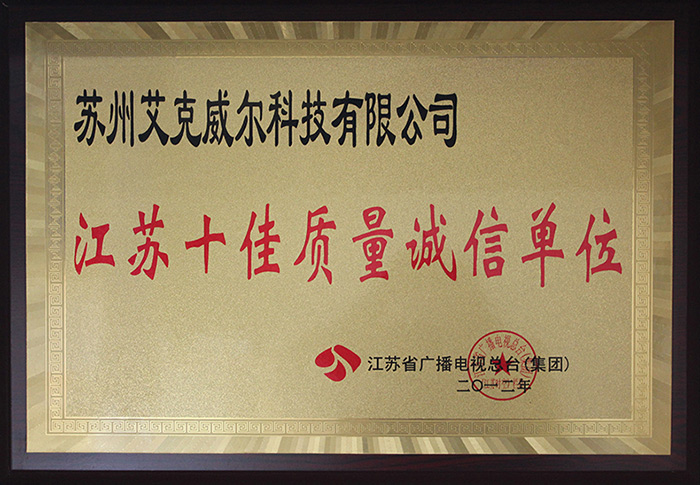 苏州艾克威尔科技有限公司
江苏十佳质量诚信单位
江苏省广播电视总台(集团)
二〇一二年